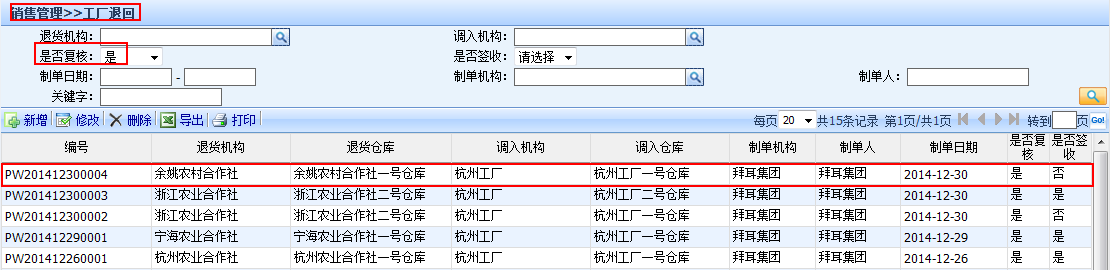 销售管理>>工厂退回
退货机构： 调入机构：
是否复核： 是 是否签收： 请选择
制单日期： - 制单机构： 制单人：
关键字：
新增 修改 删除 导出 打印 每页 20 共15条记录 第1页/共1页 转到 页 Go!
编号 退货机构 退货仓库 调入机构 调入仓库 制单机构 制单人 制单日期 是否复核 是否签收
PW201412300004 余姚农村合作社 余姚农村合作社一号仓库 杭州工厂 杭州工厂一号仓库 拜耳集团 拜耳集团 2014-12-30 是 否
PW201412300003 浙江农业合作社 浙江农业合作社二号仓库 杭州工厂 杭州工厂二号仓库 拜耳集团 拜耳集团 2014-12-30 是 是
PW201412300002 浙江农业合作社 浙江农业合作社二号仓库 杭州工厂 杭州工厂二号仓库 拜耳集团 拜耳集团 2014-12-30 是 否
PW201412290001 宁海农业合作社 宁海农业合作社一号仓库 杭州工厂 杭州工厂一号仓库 拜耳集团 拜耳集团 2014-12-29 是 是
PW201412260001 杭州农业合作社 杭州农业合作社一号仓库 杭州工厂 杭州工厂一号仓库 拜耳集团 拜耳集团 2014-12-26 是 是